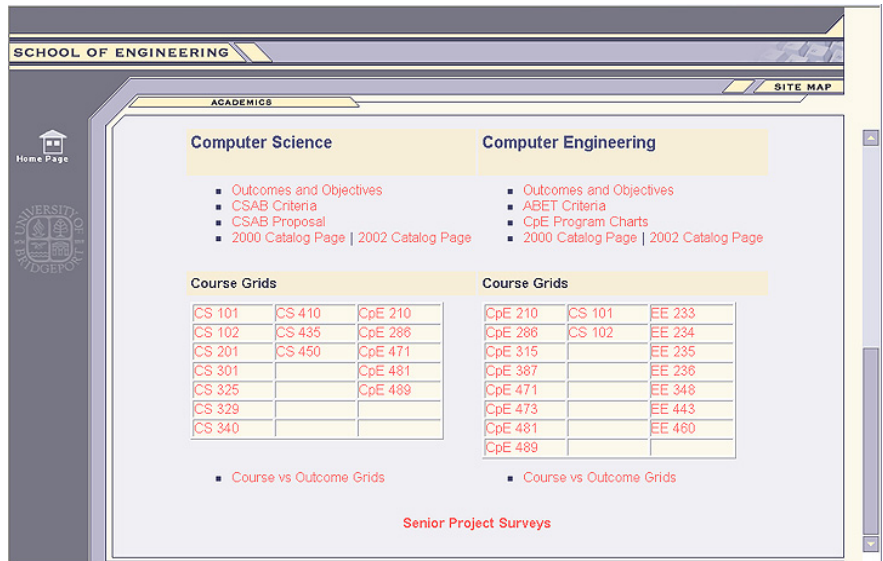 SCHOOL OF ENGINEERING
SITE MAP
ACADEMICS
Home Page
UNIVERSITY OF BRIDGEPORT
Computer Science
Outcomes and Objectives
CSAB Criteria
CSAB Proposal
2000 Catalog Page | 2002 Catalog Page
Computer Engineering
Outcomes and Objectives
ABET Criteria
CpE Program Charts
2000 Catalog Page | 2002 Catalog Page
Course Grids
CS 101 CS 410 CpE 210
CS 102 CS 435 CpE 286
CS 201 CS 450 CpE 471
CS 301 CpE 481
CS 325 CpE 489
CS 329
CS 340
Course vs Outcome Grids
Course Grids
CpE 210 CS 101 EE 233
CpE 286 CS 102 EE 234
CpE 315 EE 235
CpE 387 EE 236
CpE 471 EE 348
CpE 473 EE 443
CpE 481 EE 460
CpE 489
Course vs Outcome Grids
Senior Project Surveys